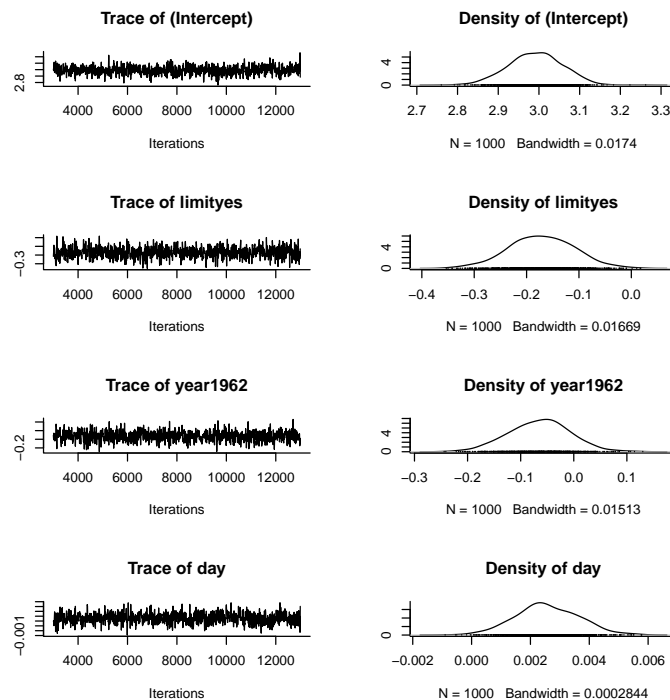 Trace of (Intercept)
2.8
4000 6000 8000 10000 12000
Iterations
Density of (Intercept)
0 4
2.7 2.8 2.9 3.0 3.1 3.2 3.3
N = 1000 Bandwidth = 0.0174
Trace of limityes
−0.3
4000 6000 8000 10000 12000
Iterations
Density of limityes
0 4
−0.4 −0.3 −0.2 −0.1 0.0
N = 1000 Bandwidth = 0.01669
Trace of year1962
−0.2
4000 6000 8000 10000 12000
Iterations
Density of year1962
0 4
−0.3 −0.2 −0.1 0.0 0.1
N = 1000 Bandwidth = 0.01513
Trace of day
−0.001
4000 6000 8000 10000 12000
Iterations
Density of day
0
−0.002 0.000 0.002 0.004 0.006
N = 1000 Bandwidth = 0.0002844